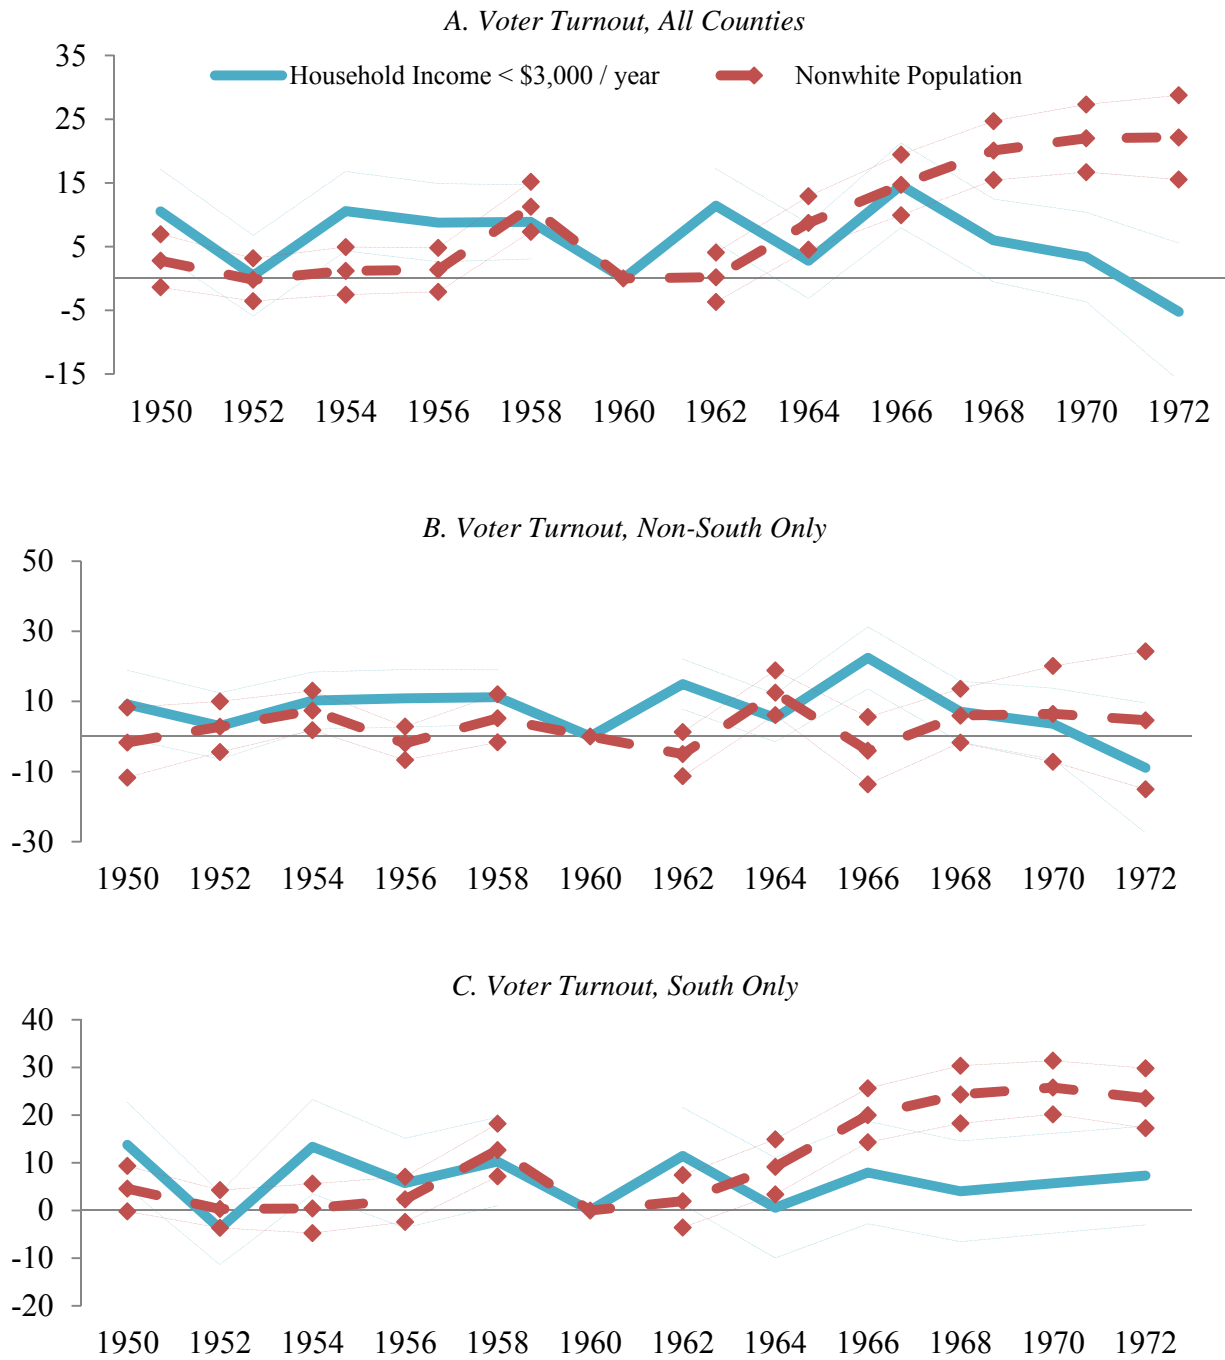 A. Voter Turnout, All Counties
35
Household Income < $3,000 / year Nonwhite Population
25
15
5
-5
-15
1950 1952 1954 1956 1958 1960 1962 1964 1966 1968 1970 1972
B. Voter Turnout, Non-South Only
50
30
10
-10
-30
1950 1952 1954 1956 1958 1960 1962 1964 1966 1968 1970 1972
C. Voter Turnout, South Only
40
30
20
10
0
-10
-20
1950 1952 1954 1956 1958 1960 1962 1964 1966 1968 1970 1972